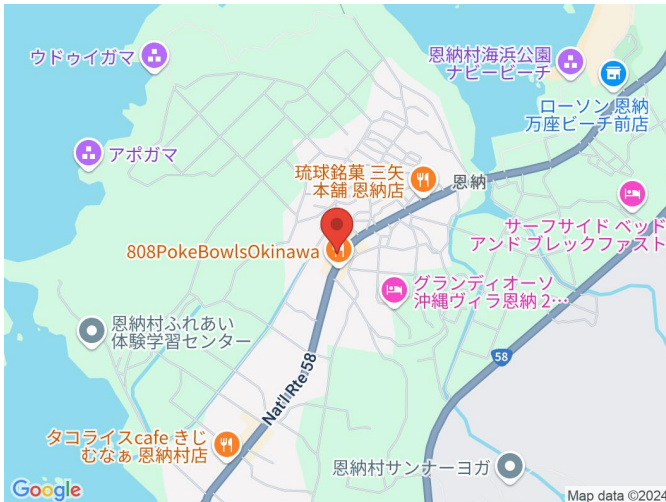 ウドゥイガマ
恩納村海浜公園
ナビービーチ
ローソン 恩納
万座ビーチ前店
アポガマ
琉球銘菓 三矢
本舗 恩納店
恩納
サーフサイド ベッド
アンド ブレックファスト
808PokeBowlsOkinawa
グランディオーソ
沖縄ヴィラ恩納 2…
恩納村ふれあい
体験学習センター
58
Nat'l Rte 58
タコライスcafe きじ
むなぁ 恩納村店
恩納村サンナーヨガ
Google
Map data ©2024